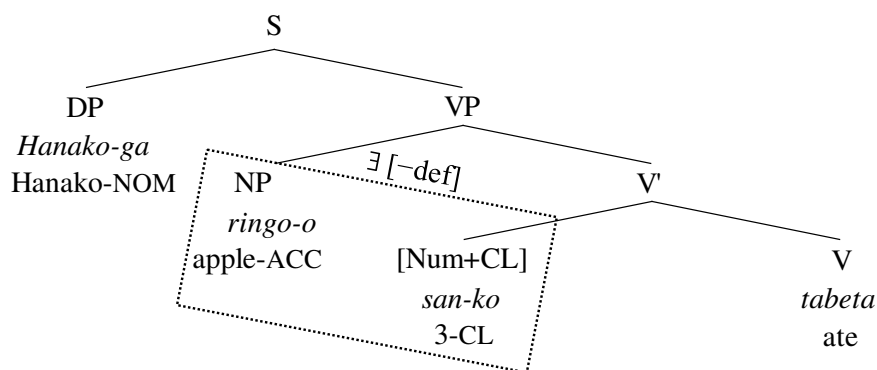 S
DP VP
Hanako-ga
Hanako-NOM
∃ [−def]
NP V'
ringo-o
apple-ACC
[Num+CL] V
san-ko tabeta
3-CL ate